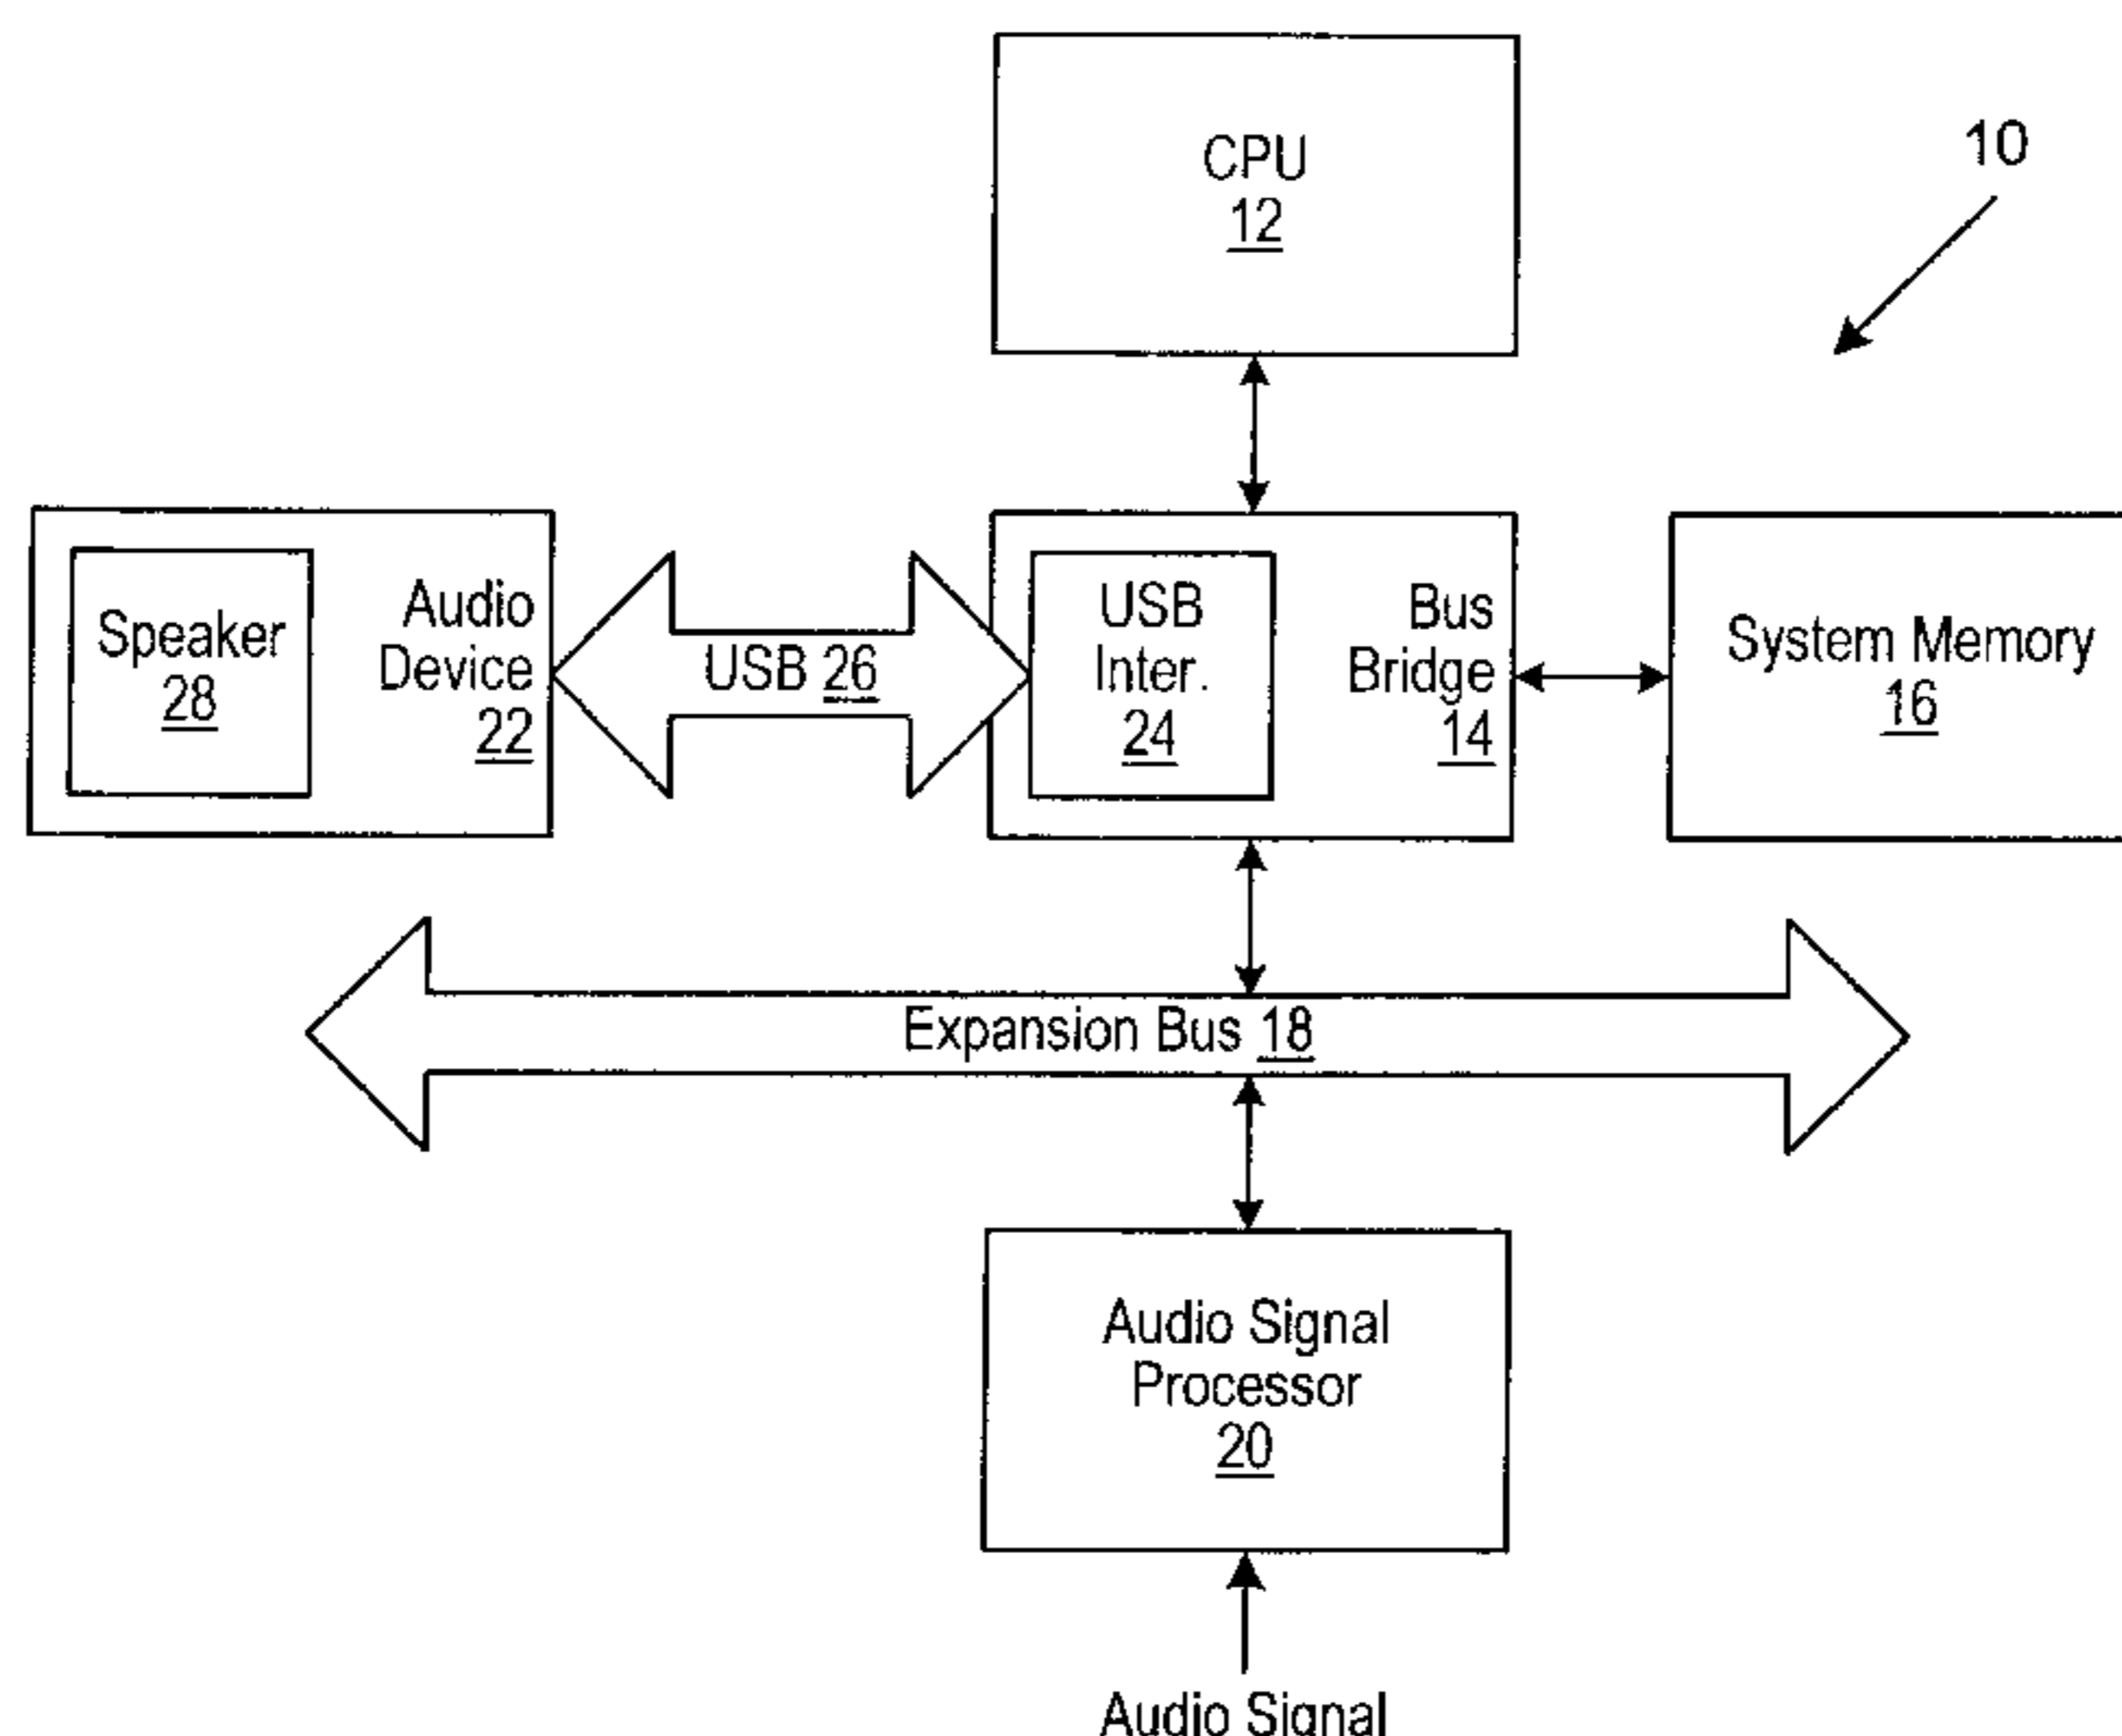 CPU
12
10
Speaker
28
Audio
Device
22
USB 26
USB
Inter.
24
Bus
Bridge
14
System Memory
16
Expansion Bus 18
Audio Signal
Processor
20
Audio Signal